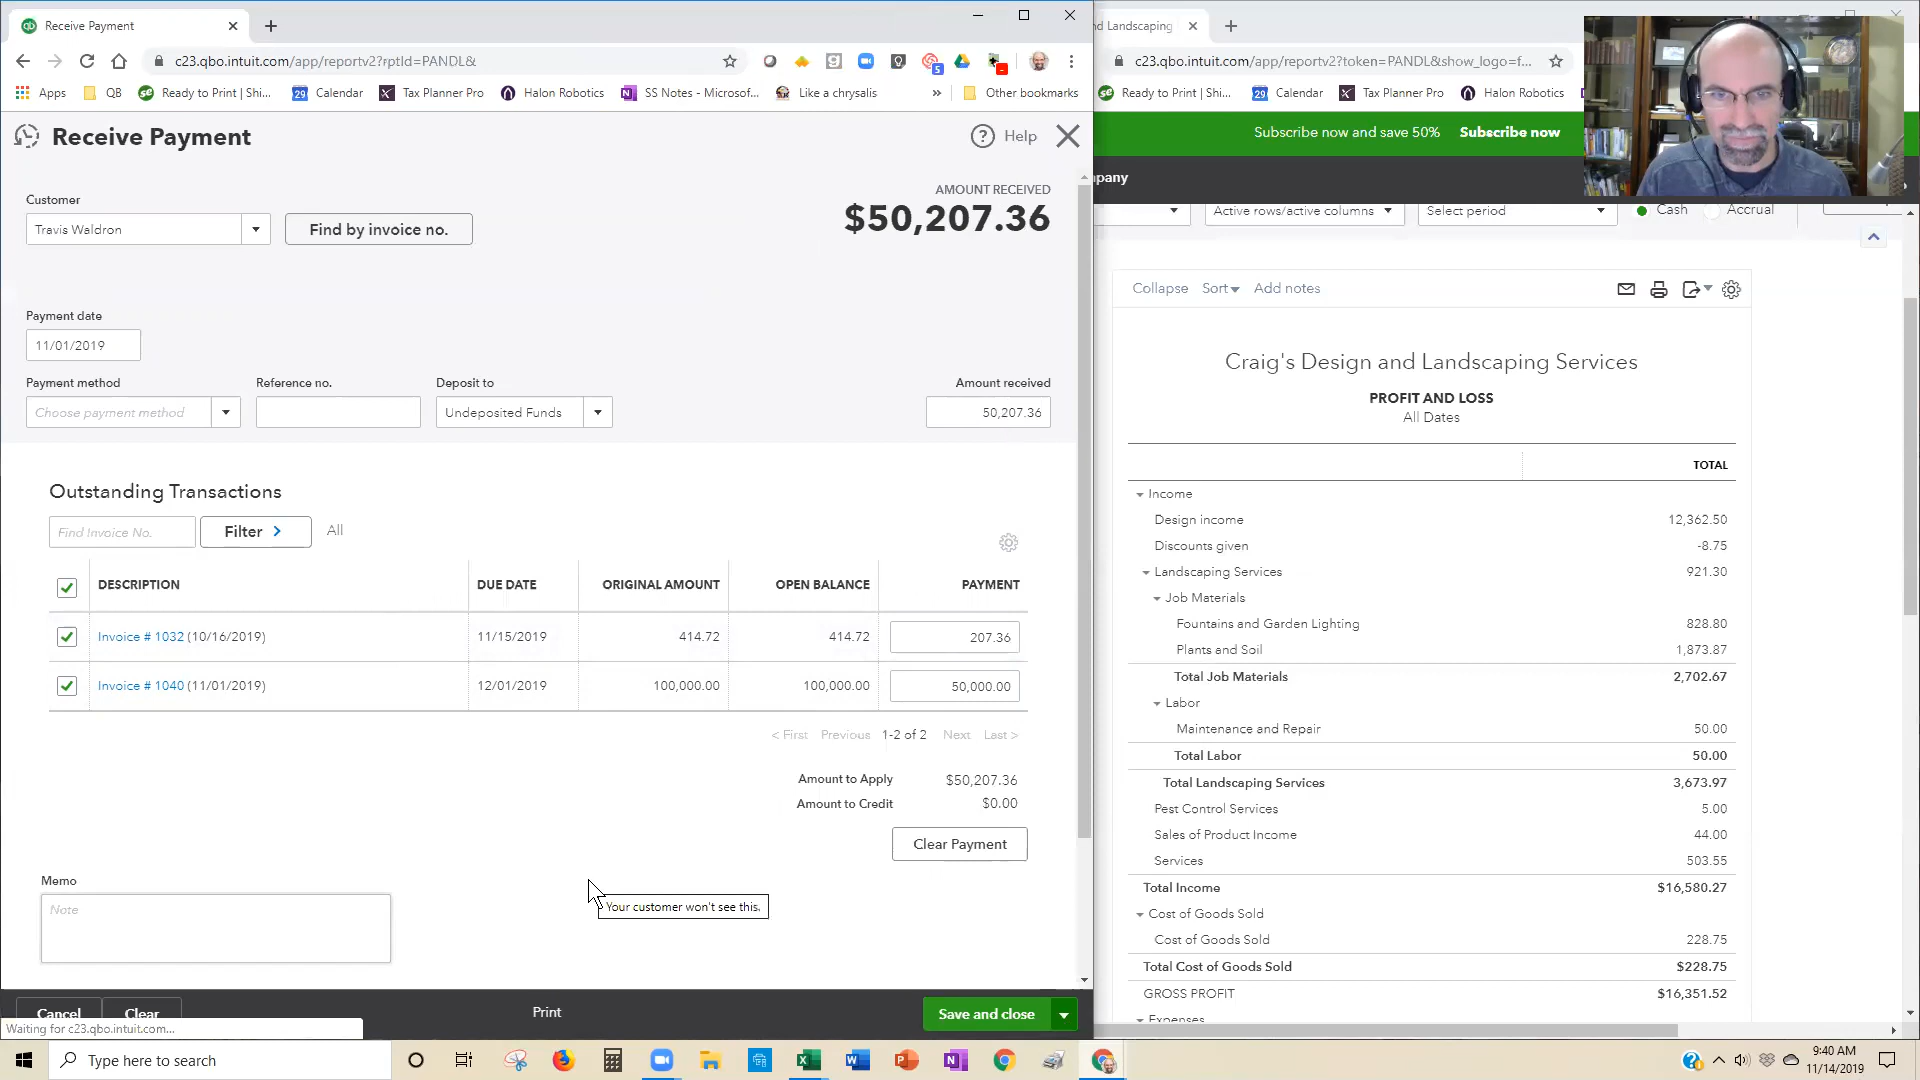 Receive Payment
nd Landscaping
c23.qbo.intuit.com/app/reportv2?rptId=PANDL&
5
c23.qbo.intuit.com/app/reportv2?token=PANDL&show_logo=f...
Apps QB Ready to Print | Shi... 29 Calendar Tax Planner Pro Halon Robotics SS Notes - Microsof... Like a chrysalis » Other bookmarks
Ready to Print | Shi... 29 Calendar Tax Planner Pro Halon Robotics
Receive Payment
? Help
Subscribe now and save 50% Subscribe now
mpany
Customer
Travis Waldron
Find by invoice no.
AMOUNT RECEIVED
$50,207.36
Payment date
11/01/2019
Payment method
Choose payment method
Reference no.
Deposit to
Undeposited Funds
Amount received
50,207.36
Outstanding Transactions
Find Invoice No.
Filter >
All
DESCRIPTION DUE DATE ORIGINAL AMOUNT OPEN BALANCE PAYMENT
Invoice # 1032 (10/16/2019) 11/15/2019 414.72 414.72 207.36
Invoice # 1040 (11/01/2019) 12/01/2019 100,000.00 100,000.00 50,000.00
< First Previous 1-2 of 2 Next Last >
Amount to Apply $50,207.36
Amount to Credit $0.00
Clear Payment
Memo
Note
Your customer won't see this.
Cancel
Clear
Print
Save and close
Waiting for c23.qbo.intuit.com...
Active rows/active columns
Select period
Cash
Accrual
Collapse Sort Add notes
Craig's Design and Landscaping Services
PROFIT AND LOSS
All Dates
TOTAL
Income
Design income 12,362.50
Discounts given -8.75
Landscaping Services 921.30
Job Materials
Fountains and Garden Lighting 828.80
Plants and Soil 1,873.87
Total Job Materials 2,702.67
Labor
Maintenance and Repair 50.00
Total Labor 50.00
Total Landscaping Services 3,673.97
Pest Control Services 5.00
Sales of Product Income 44.00
Services 503.55
Total Income $16,580.27
Cost of Goods Sold
Cost of Goods Sold 228.75
Total Cost of Goods Sold $228.75
GROSS PROFIT $16,351.52
Expenses
Type here to search
9:40 AM
11/14/2019